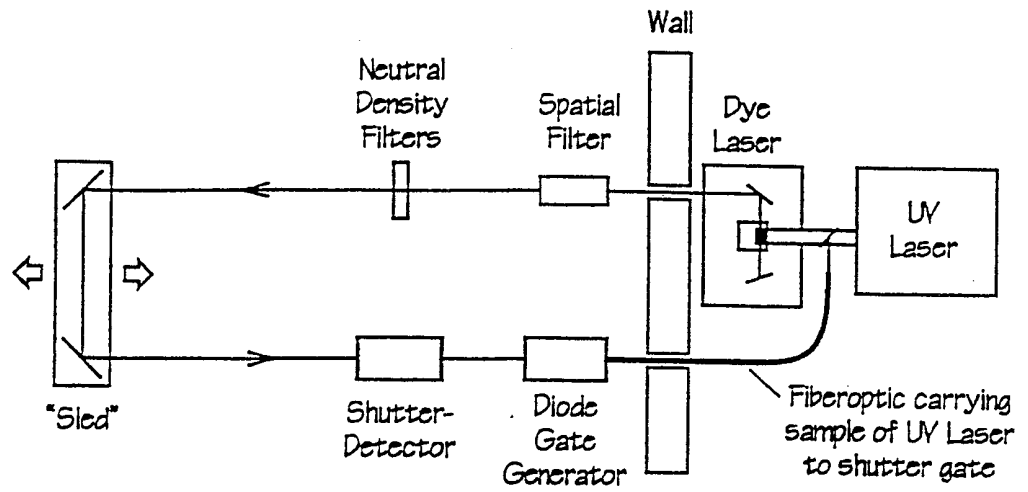 Wall
Neutral
Density
Filters
Spatial
Filter
Dye
Laser
UV
Laser
"Sled"
Shutter-
Detector
Diode
Gate
Generator
Fiberoptic carrying
sample of UV Laser
to shutter gate